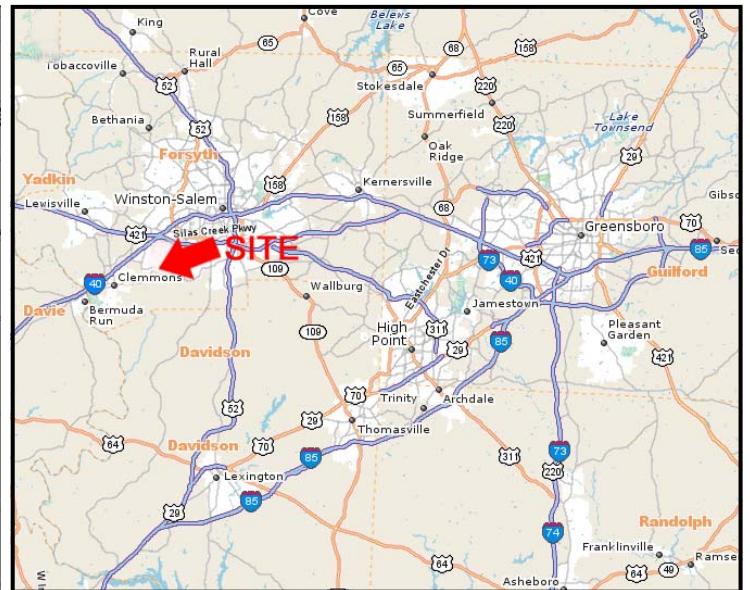 King
Cove
Belews
Lake
65
68
158
US-29
Rural
Hall
Tobaccoville
52
65
Stokesdale
220
Bethania
52
158
Summerfield
220
Lake
Townsend
Oak
Ridge
29
Forsyth
Yadkin
158
Kernersville
Lewisville
Winston-Salem
68
Gibso
70
421
Silas Creek Pkwy
SITE
Greensboro
85
Sed
73
421
Guilford
40
Clemmons
109
Wallburg
Eastchester Dr
40
Davie
Bermuda
Run
Jamestown
109
311
High
Point
85
29
Pleasant
Garden
421
Davidson
70
Trinity
Archdale
52
29
Thomasville
64
Davidson
70
311
73
85
Lexington
220
85
29
Randolph
74
Franklinville
64
64
49
Ramse
Asheboro
W